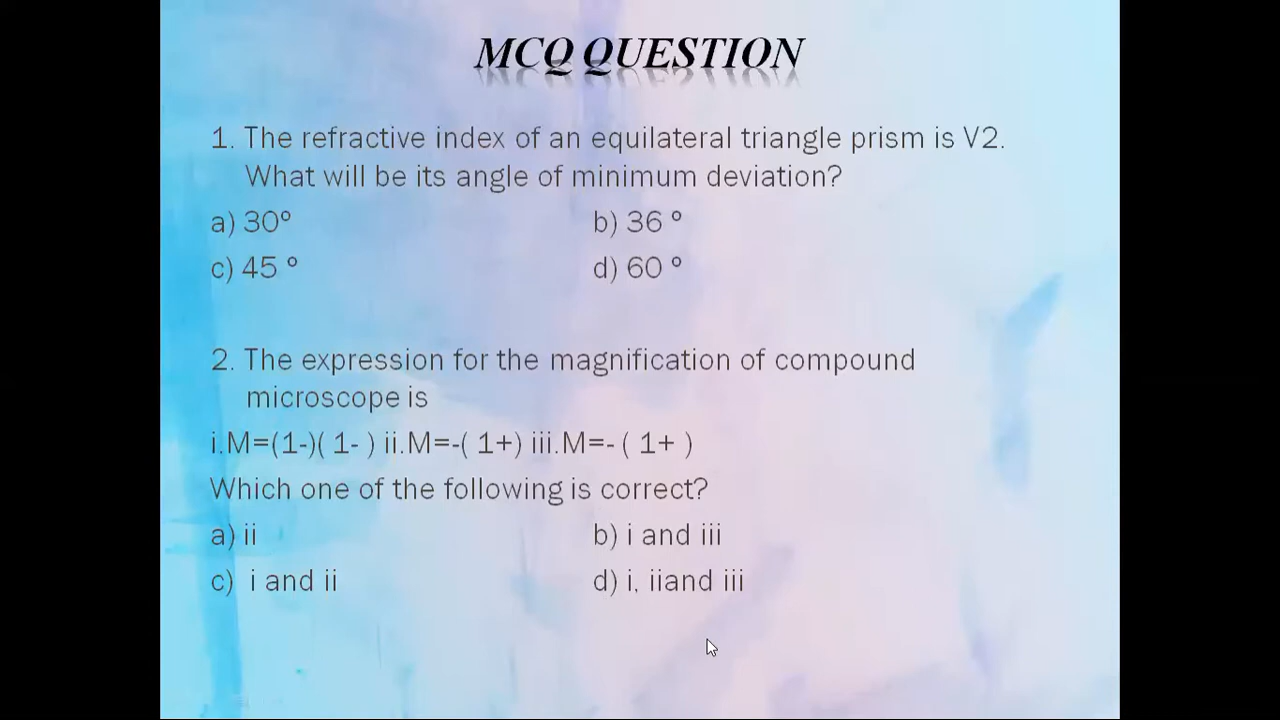 MCQ QUESTION
1. The refractive index of an equilateral triangle prism is V2.
What will be its angle of minimum deviation?
a) 30º b) 36 º
c) 45 º d) 60 º
2. The expression for the magnification of compound
microscope is
i.M=(1-)( 1- ) ii.M=-( 1+) iii.M=- ( 1+ )
Which one of the following is correct?
a) ii b) i and iii
c) i and ii d) i, iiand iii